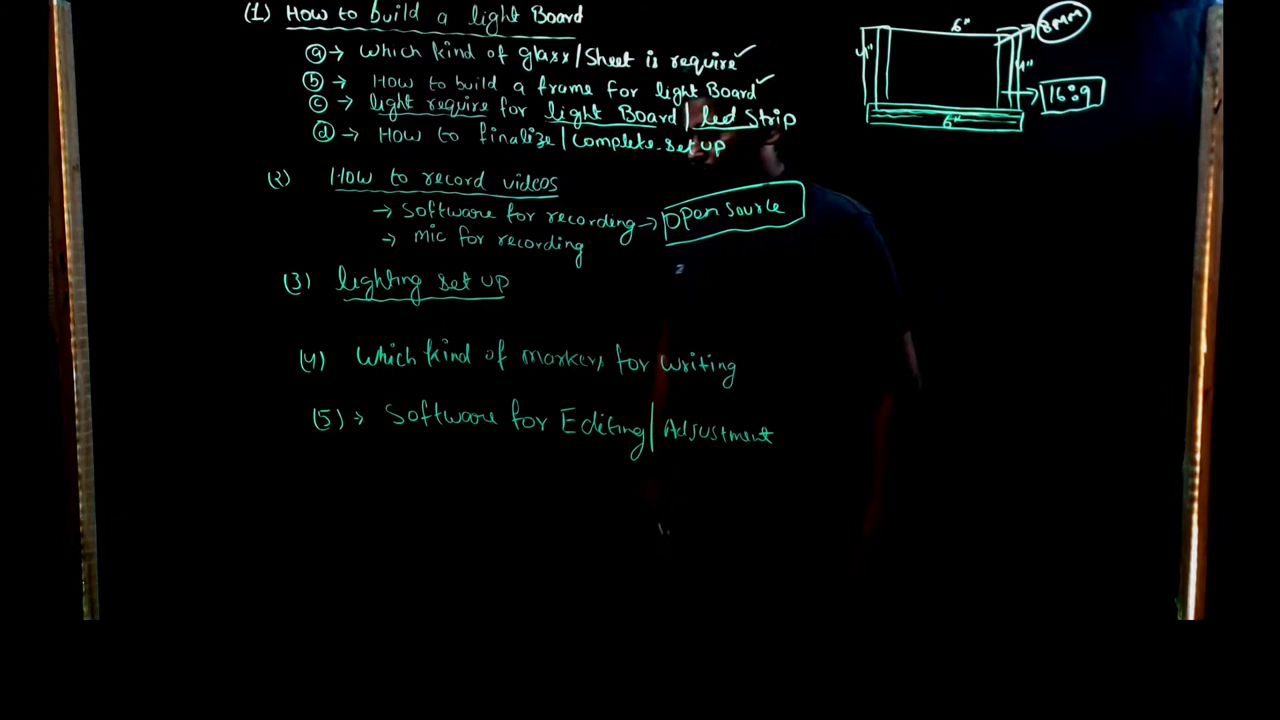 (1) How to build a light Board
(a) → which kind of glass/Sheet is require ✓
(b) → How to build a frame for light Board ✓
(c) → light require for light Board / led Strip
(d) → How to finalize / Complete set up
(2) How to record videos
→ Software for recording → Open source
→ mic for recording
(3) lighting set up
(4) Which kind of markers for writing
(5) → Software for Editing | Adjustment
6"
8MM
4"
4"
16:9
6"